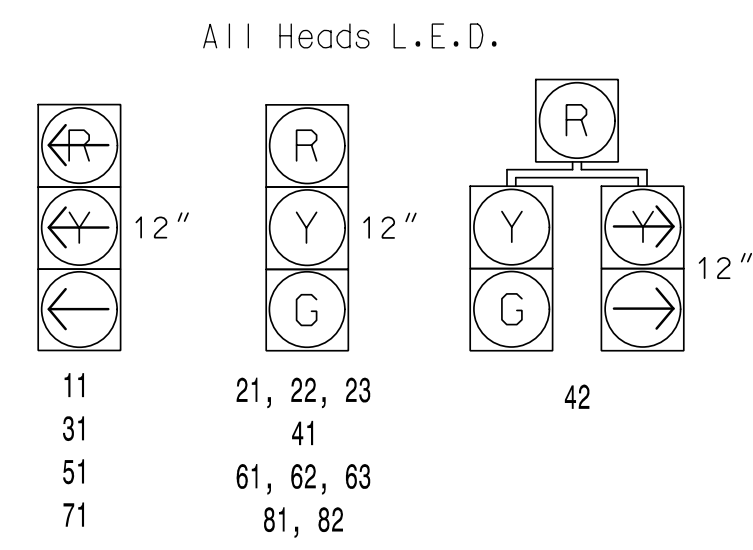 All Heads L.E.D.
R
Y
12"
11
31
51
71
R
Y
G
12"
21, 22, 23
41
61, 62, 63
81, 82
R
Y Y
G
12"
42